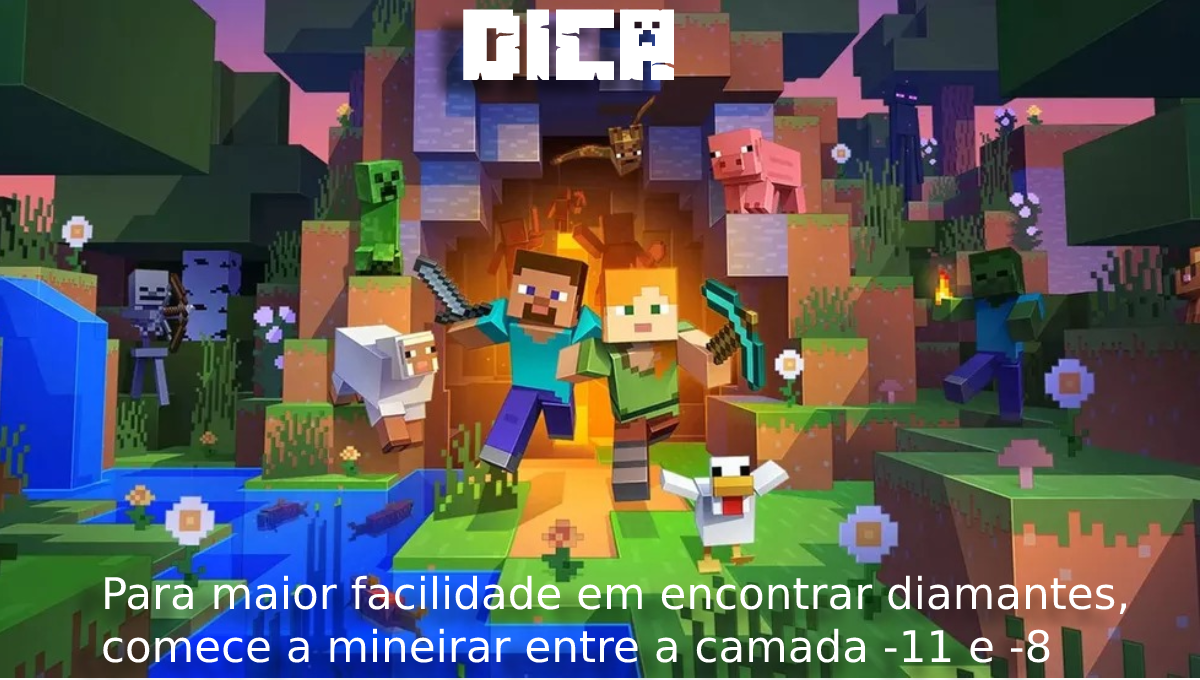 DICA
Para maior facilidade em encontrar diamantes,
comece a mineirar entre a camada -11 e -8